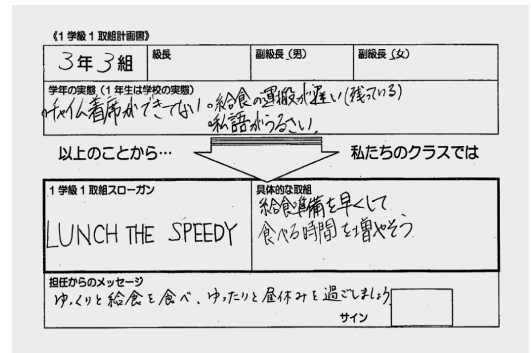 《1学級1取組計画書》
3年3組 級長 副級長(男) 副級長(女)
学年の実態(1年生は学校の実態)
・チャイム着席ができてない ・給食の運搬が遅い(残っている)
・私語がうるさい。
以上のことから… 私たちのクラスでは
1学級1取組スローガン
LUNCH THE SPEEDY
具体的な取組
給食準備を早くして
食べる時間を増やそう
担任からのメッセージ
ゆっくりと給食を食べ、ゆったりと昼休みを過ごしましょう
サイン